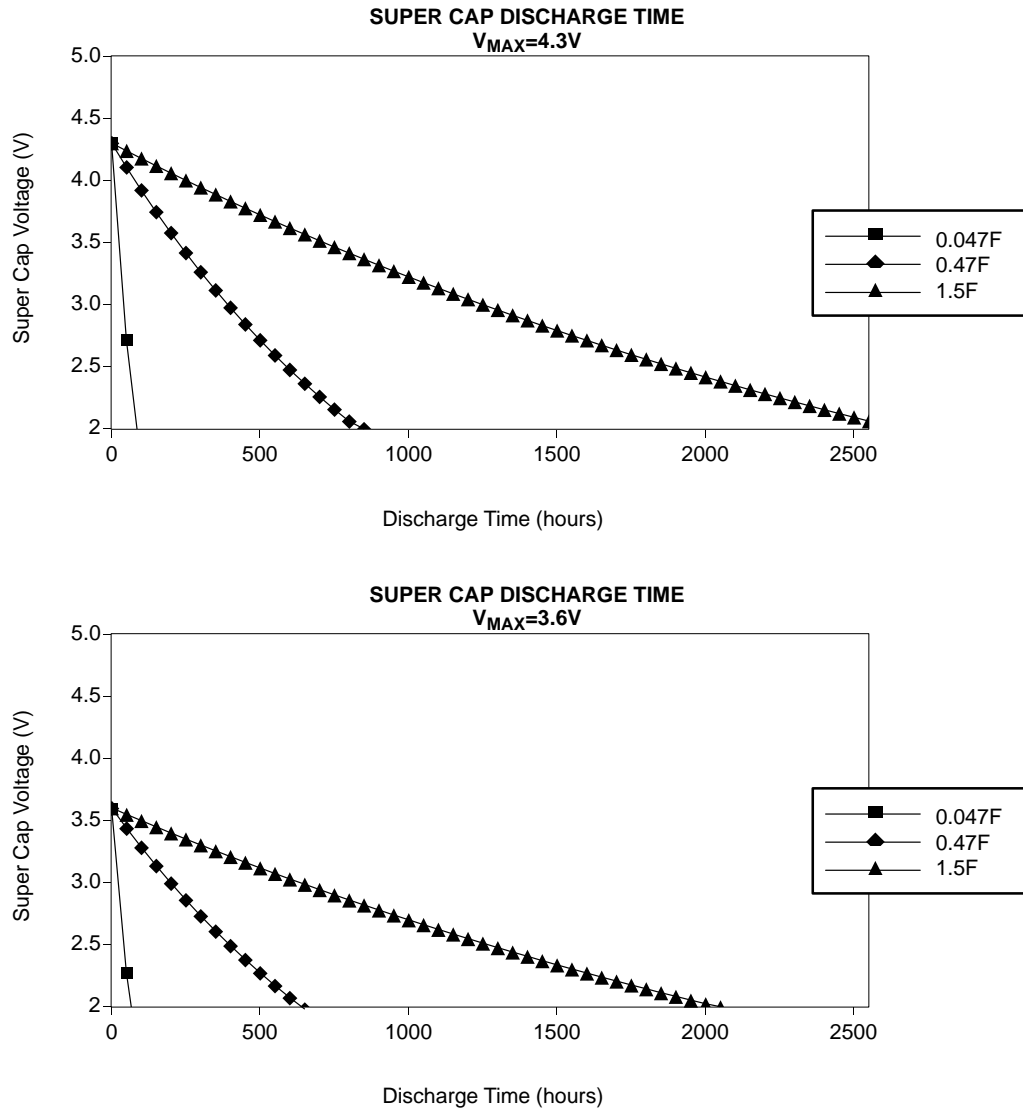 SUPER CAP DISCHARGE TIME
VMAX=4.3V
5.0
4.5
4.0
3.5
3.0
2.5
2
Super Cap Voltage (V)
0 500 1000 1500 2000 2500
Discharge Time (hours)
0.047F
0.47F
1.5F
SUPER CAP DISCHARGE TIME
VMAX=3.6V
5.0
4.5
4.0
3.5
3.0
2.5
2
Super Cap Voltage (V)
0 500 1000 1500 2000 2500
Discharge Time (hours)
0.047F
0.47F
1.5F